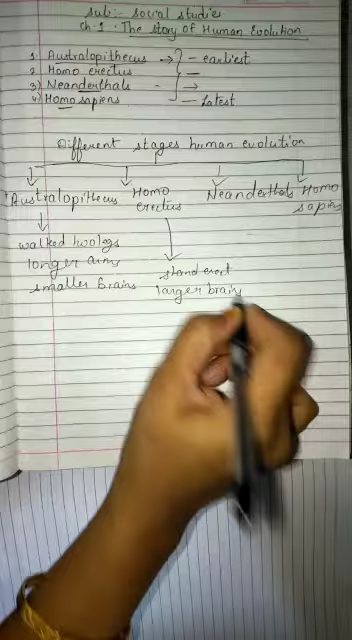 Sub:- Social studies
Ch-1: The Story of Human Evolution
1. Australopithecus → - earliest
2. Homo erectus -
3) Neanderthals - →
4) Homo sapiens - Latest
Different stages human evolution
Australopithecus Homo erectus Neanderthals Homo sapiens
walked two legs
longer arms
smaller brains
stand erect
larger brain